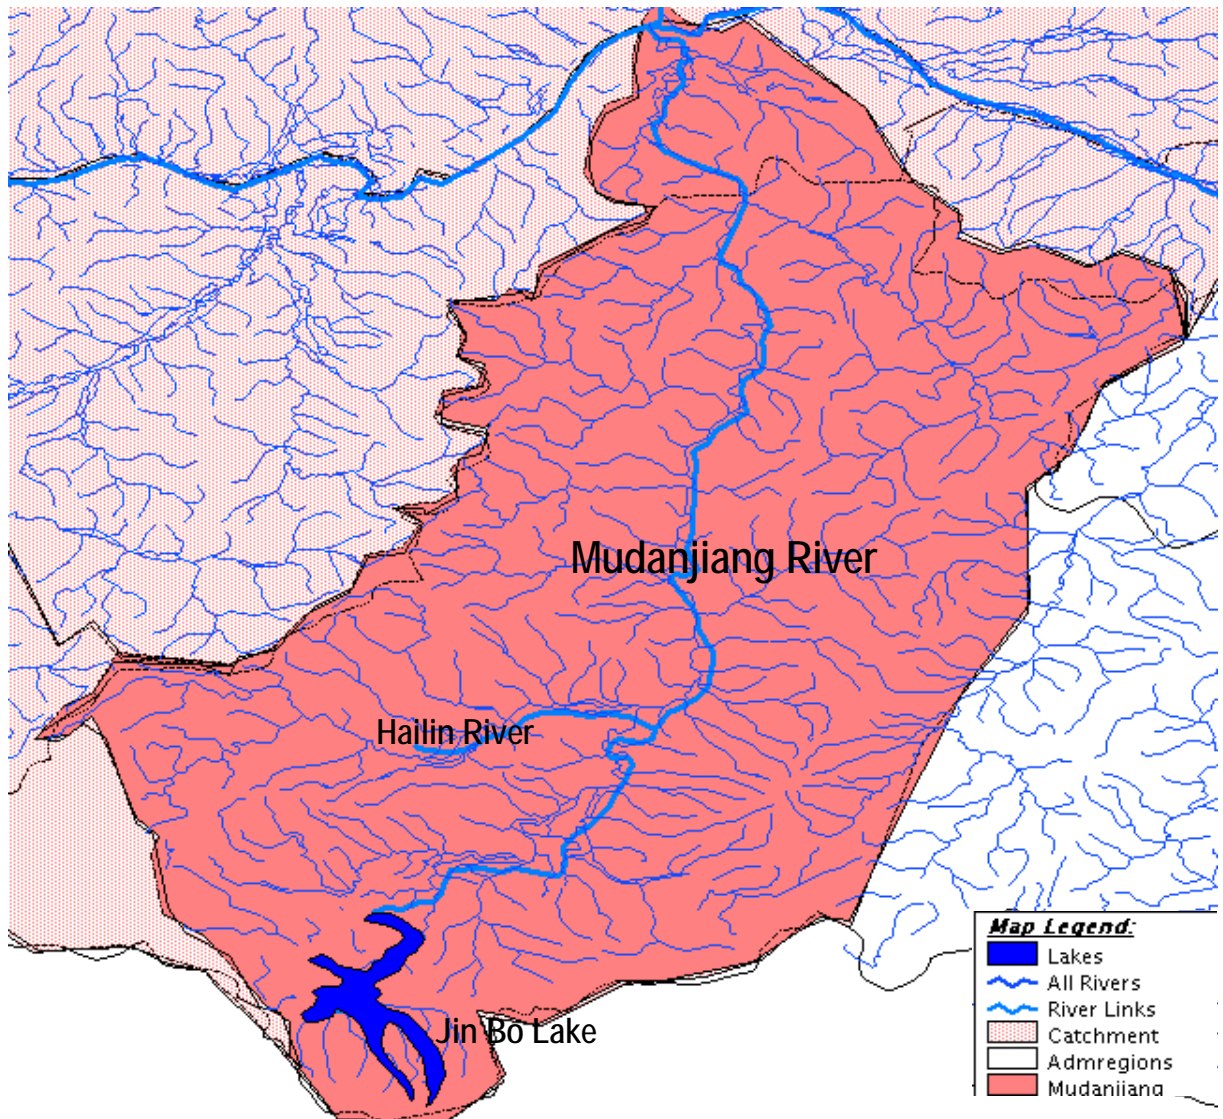 Mudanjiang River
Hailin River
Jin Bo Lake
Map Legend:
Lakes
All Rivers
River Links
Catchment
Admregions
Mudanjiang